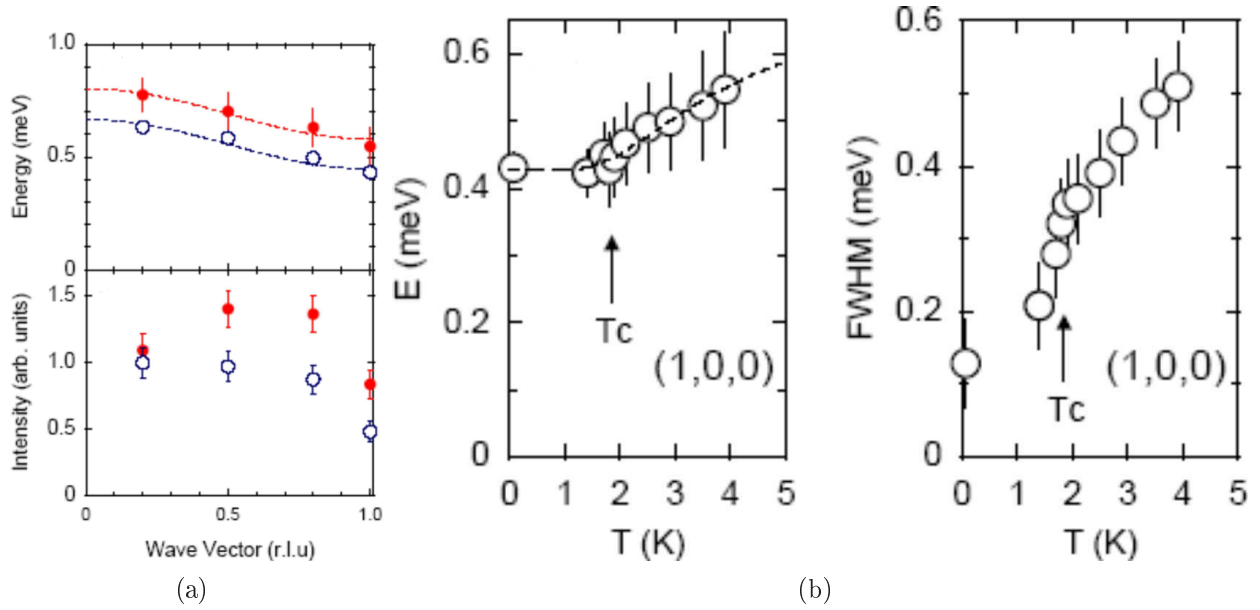 1.0
0.5
0
Energy (meV)
1.5
1.0
0.5
0
Intensity (arb. units)
0 0.5 1.0
Wave Vector (r.l.u)
(a)
0.6
0.4
0.2
0
E (meV)
Tc
(1,0,0)
0 1 2 3 4 5
T (K)
0.6
0.4
0.2
0
FWHM (meV)
Tc
(1,0,0)
0 1 2 3 4 5
T (K)
(b)